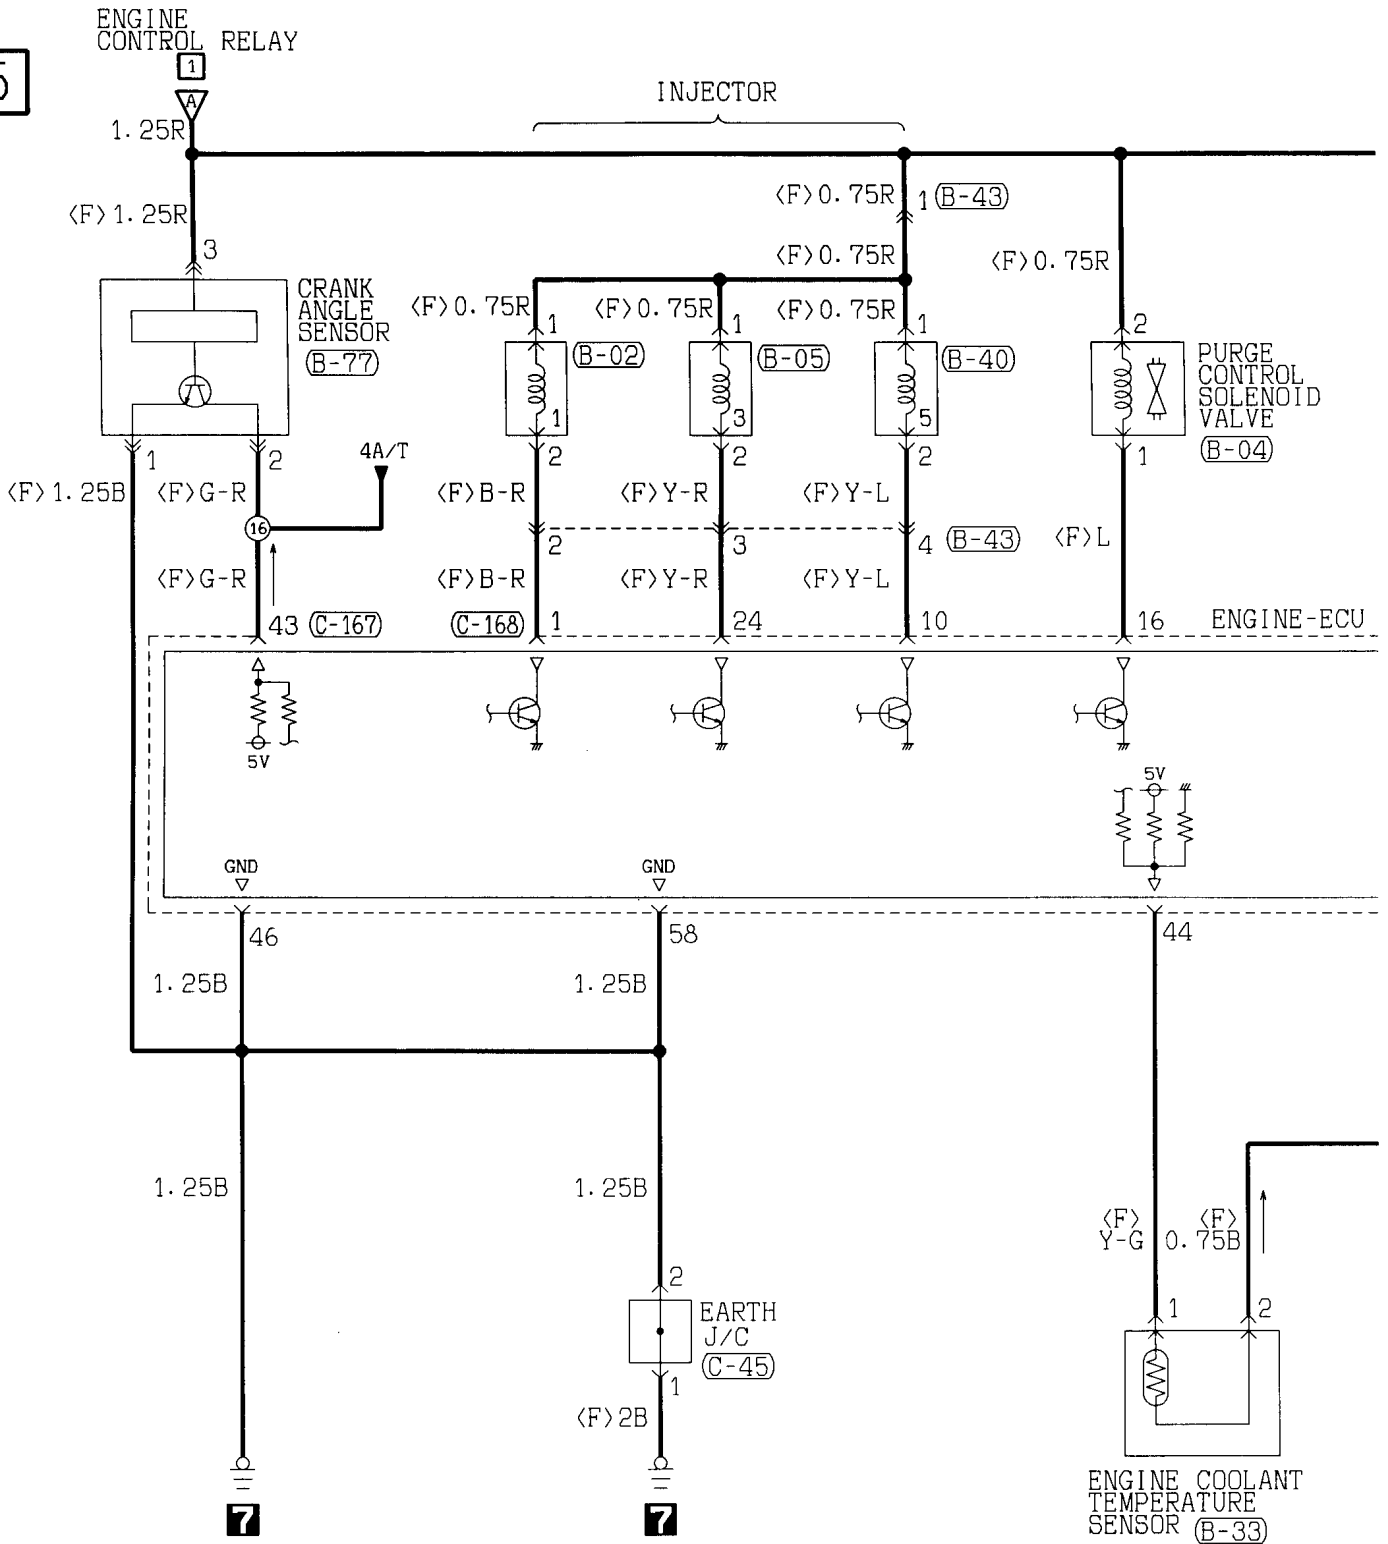 ENGINE
CONTROL RELAY
1
A
1.25R
INJECTOR
<F>1.25R
<F>0.75R
1
B-43
3
<F>0.75R
<F>0.75R
CRANK
ANGLE
SENSOR
B-77
<F>0.75R
<F>0.75R
<F>0.75R
1
1
1
2
B-02
B-05
B-40
PURGE
CONTROL
SOLENOID
VALVE
B-04
1
3
5
1
2
4A/T
2
2
2
1
<F>1.25B
<F>G-R
<F>B-R
<F>Y-R
<F>Y-L
16
2
3
4
B-43
<F>L
<F>G-R
<F>B-R
<F>Y-R
<F>Y-L
43
C-167
C-168
1
24
10
16
ENGINE-ECU
5V
5V
GND
GND
46
58
44
1.25B
1.25B
1.25B
1.25B
<F>
Y-G
<F>
0.75B
2
1
2
EARTH
J/C
C-45
1
<F>2B
ENGINE COOLANT
TEMPERATURE
SENSOR
B-33
7
7